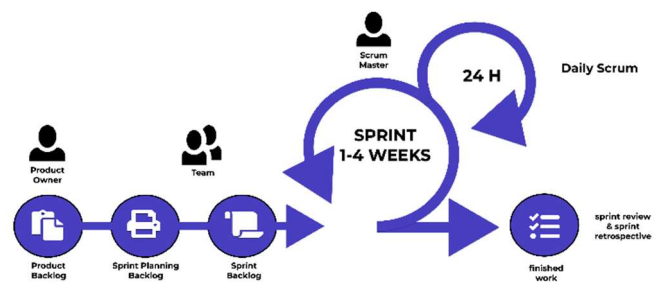 Scrum
Master
24 H
Daily Scrum
SPRINT
1-4 WEEKS
Product
Owner
Team
Product
Backlog
Sprint Planning
Backlog
Sprint
Backlog
finished
work
sprint review
& sprint
retrospective